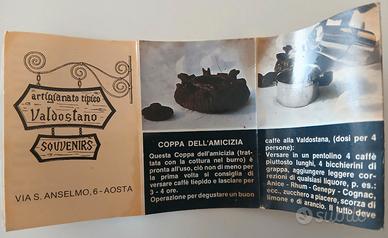 artigianato tipico
Valdostano
SOUVENIRS
VIA S. ANSELMO, 6 - AOSTA
COPPA DELL'AMICIZIA
Questa Coppa dell'amicizia (trat-
tata con la cottura nel burro) è
pronta all'uso, ciò non di meno per
la prima volta si consiglia di
versare caffè tiepido e lasciare per
3 - 4 ore.
Operazione per degustare un buon
caffè alla Valdostana, (dosi per 4
persone):
Versare in un pentolino 4 caffè
piuttosto lunghi, 4 bicchierini di
grappa, aggiungere leggere cor-
rezioni di qualsiasi liquore, p. es.:
Anice - Rhum - Genepy - Cognac,
ecc.: zucchero a piacere, scorza di
limone e di arancio. Il tutto deve
subito